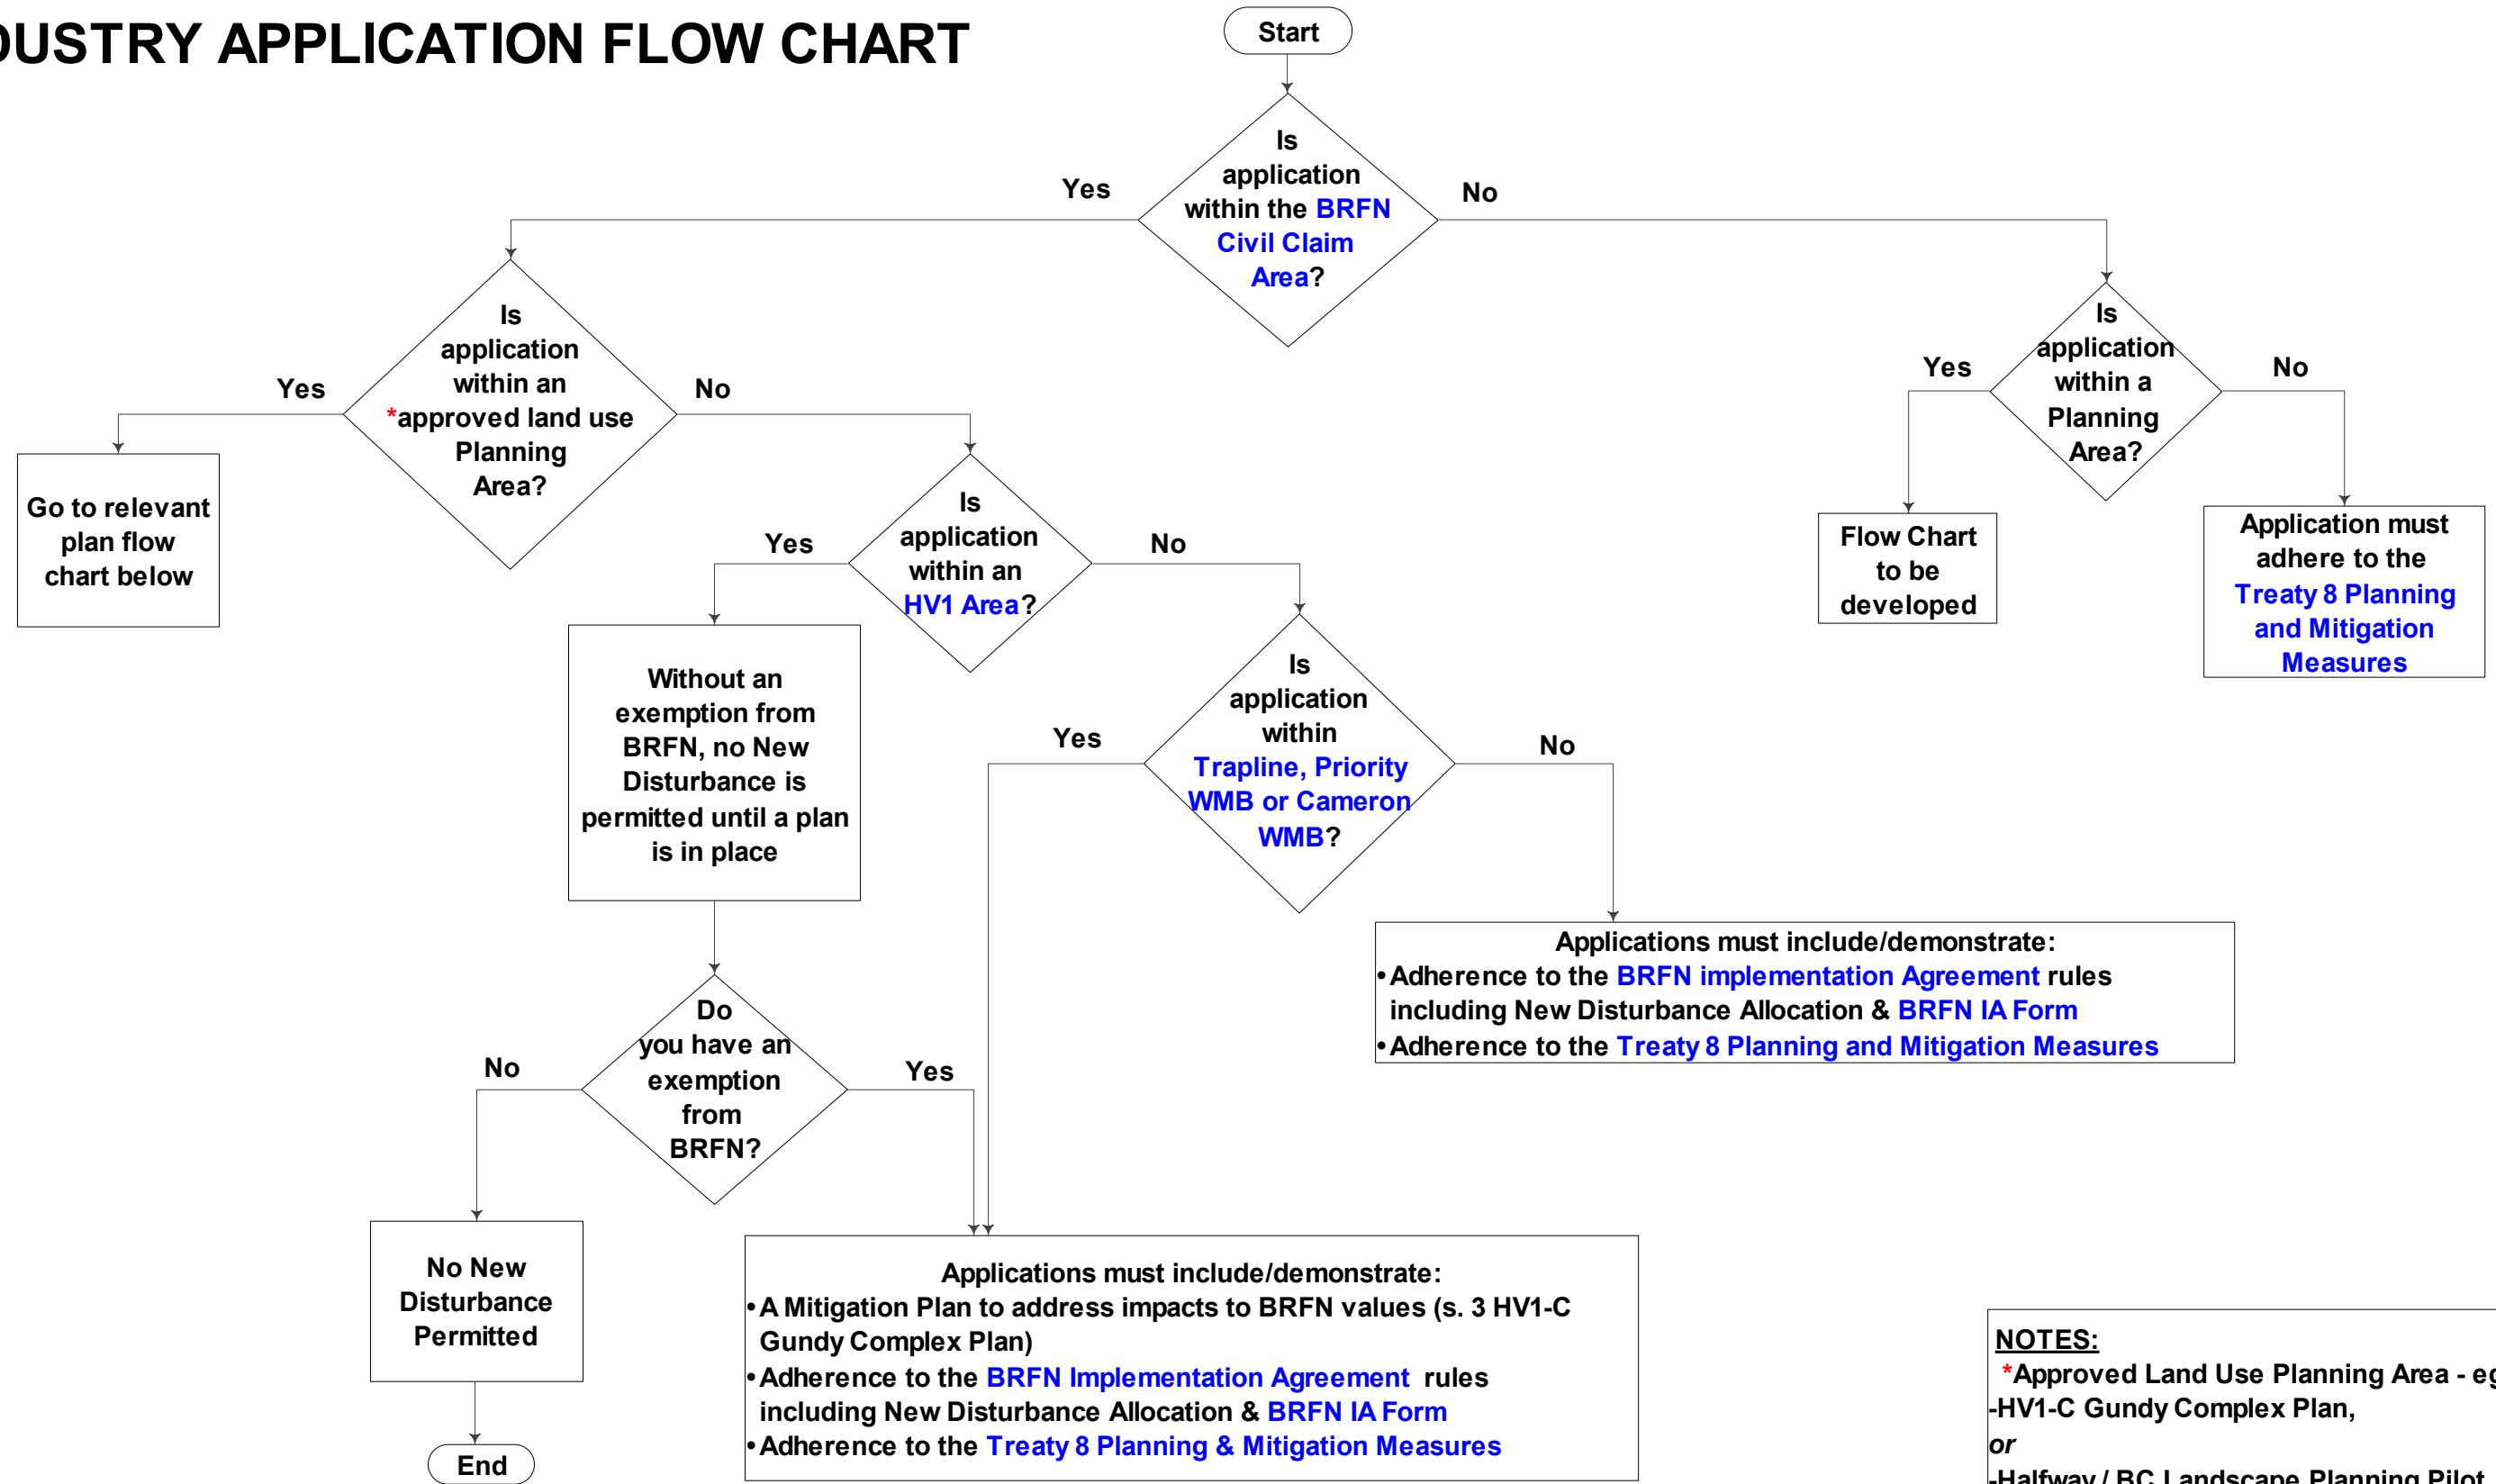 DUSTRY APPLICATION FLOW CHART
Start
Is
application
within the BRFN
Civil Claim
Area?
Yes
No
Is
application
within an
*approved land use
Planning
Area?
Yes
No
Is
application
within a
Planning
Area?
Yes
No
Go to relevant
plan flow
chart below
Is
application
within an
HV1 Area?
Yes
No
Flow Chart
to be
developed
Application must
adhere to the
Treaty 8 Planning
and Mitigation
Measures
Without an
exemption from
BRFN, no New
Disturbance is
permitted until a plan
is in place
Is
application
within
Trapline, Priority
WMB or Cameron
WMB?
Yes
No
Applications must include/demonstrate:
•Adherence to the BRFN implementation Agreement rules
including New Disturbance Allocation & BRFN IA Form
•Adherence to the Treaty 8 Planning and Mitigation Measures
Do
you have an
exemption
from
BRFN?
No
Yes
No New
Disturbance
Permitted
End
Applications must include/demonstrate:
•A Mitigation Plan to address impacts to BRFN values (s. 3 HV1-C
Gundy Complex Plan)
•Adherence to the BRFN Implementation Agreement rules
including New Disturbance Allocation & BRFN IA Form
•Adherence to the Treaty 8 Planning & Mitigation Measures
NOTES:
*Approved Land Use Planning Area - eg
-HV1-C Gundy Complex Plan,
or
-Halfway / BC Landscape Planning Pilot